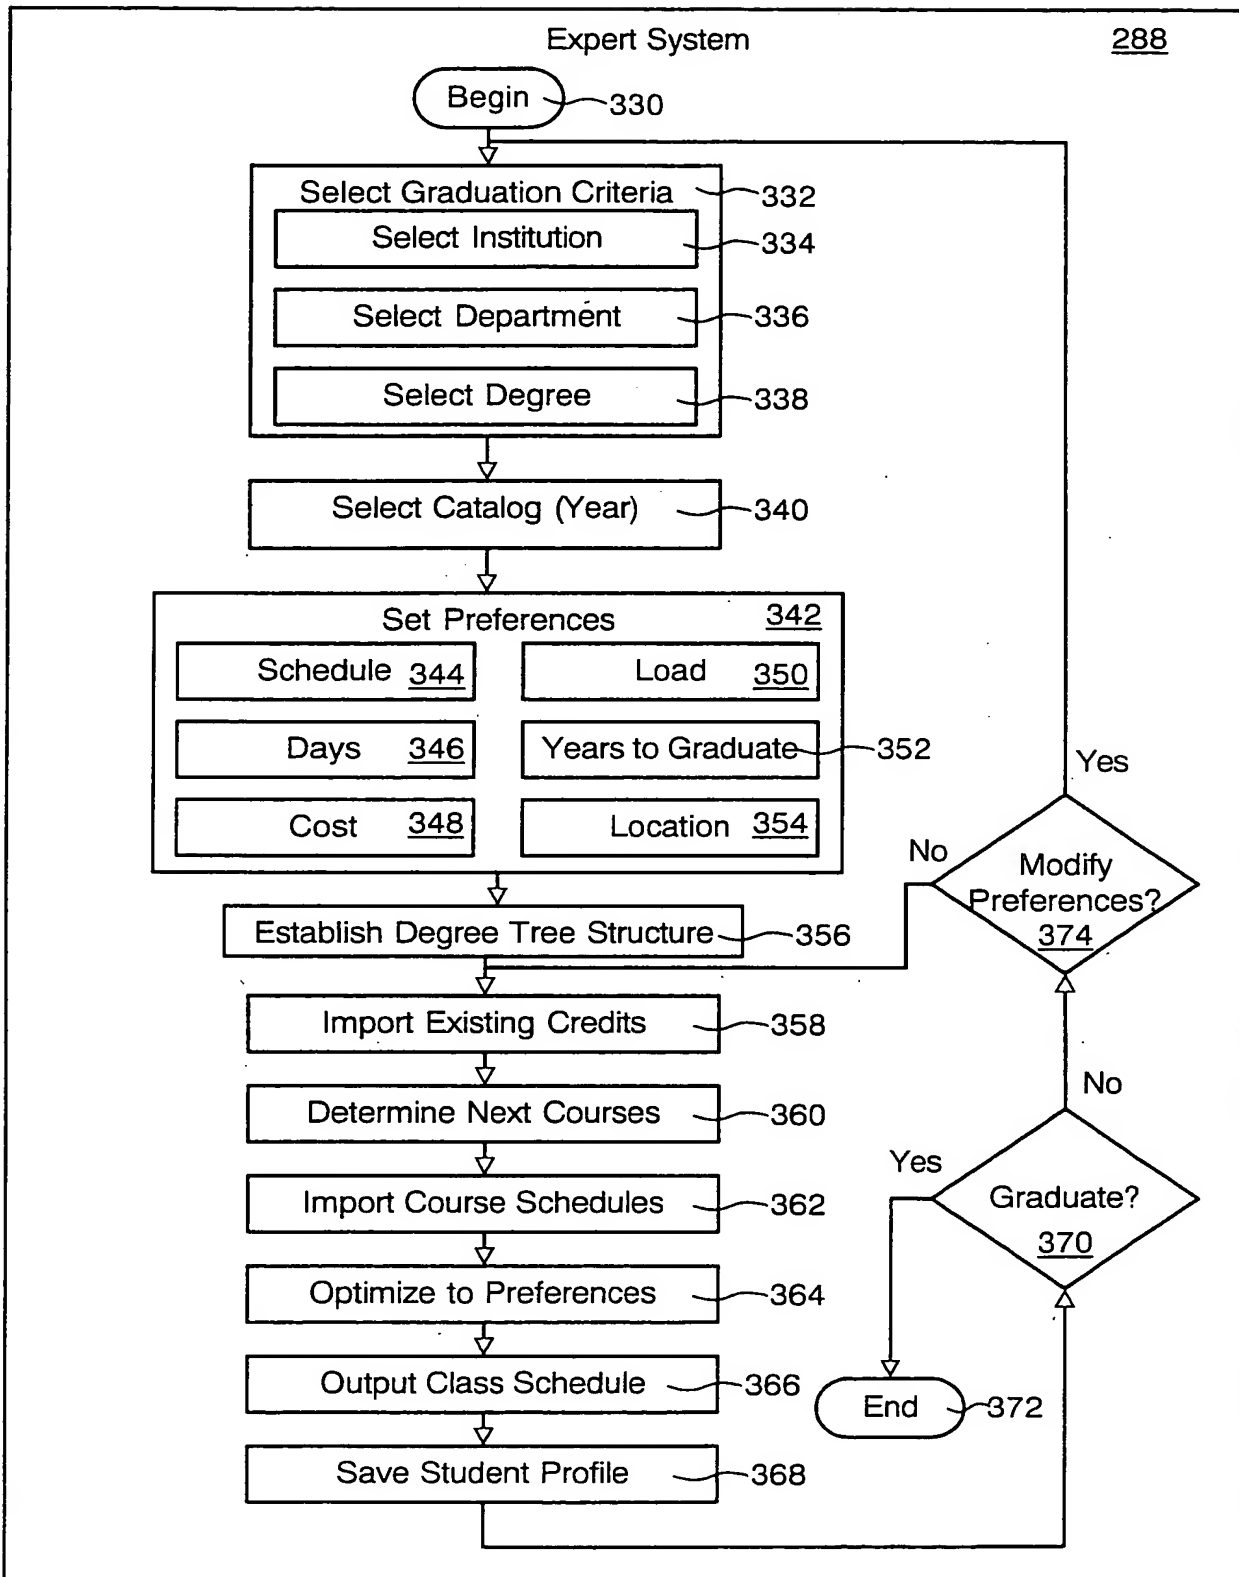 Expert System 288
Begin 330
Select Graduation Criteria 332
Select Institution 334
Select Department 336
Select Degree 338
Select Catalog (Year) 340
Set Preferences 342
Schedule 344 Load 350
Days 346 Years to Graduate 352
Cost 348 Location 354
Yes
No
Modify
Preferences?
374
Establish Degree Tree Structure 356
Import Existing Credits 358
Determine Next Courses 360
No
Yes
Graduate?
370
Import Course Schedules 362
Optimize to Preferences 364
Output Class Schedule 366
End 372
Save Student Profile 368